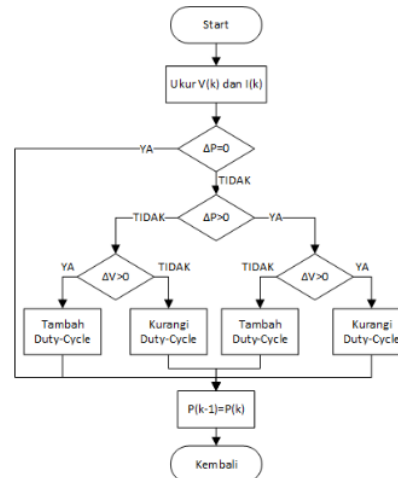 Start
Ukur V(k) dan I(k)
YA
ΔP=0
TIDAK
TIDAK
ΔP>0
YA
YA
ΔV>0
TIDAK
TIDAK
ΔV>0
YA
Tambah
Duty-Cycle
Kurangi
Duty-Cycle
Tambah
Duty-Cycle
Kurangi
Duty-Cycle
P(k-1)=P(k)
Kembali